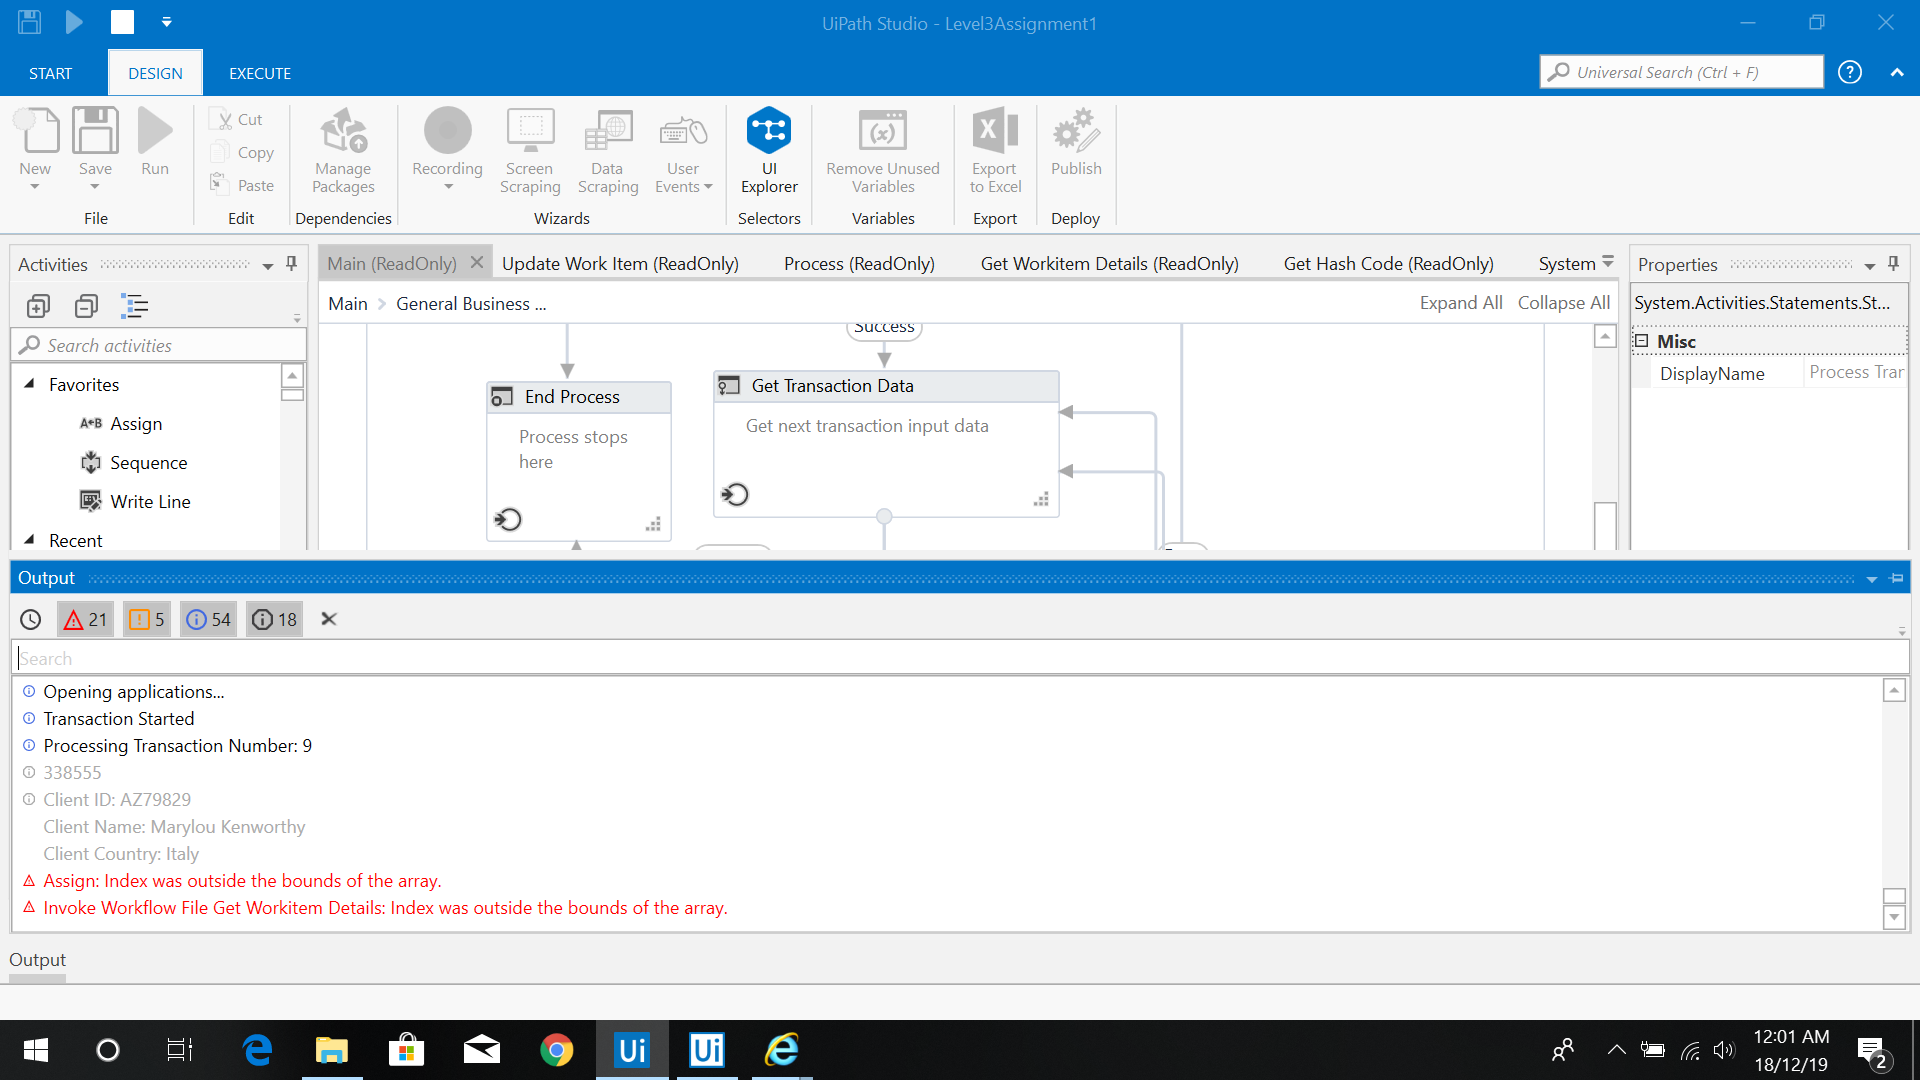 UiPath Studio - Level3Assignment1
START
DESIGN
EXECUTE
Universal Search (Ctrl + F)
?
New
Save
Run
File
Cut
Copy
Paste
Edit
Manage
Packages
Dependencies
Recording
Screen
Scraping
Data
Scraping
User
Events
Wizards
UI
Explorer
Selectors
Remove Unused
Variables
Variables
Export
to Excel
Export
Publish
Deploy
Activities
Search activities
Favorites
A+B Assign
Sequence
Write Line
Recent
Main (ReadOnly)
Update Work Item (ReadOnly)
Process (ReadOnly)
Get Workitem Details (ReadOnly)
Get Hash Code (ReadOnly)
System
Main > General Business ...
Expand All
Collapse All
Success
End Process
Process stops
here
Get Transaction Data
Get next transaction input data
Properties
System.Activities.Statements.St...
Misc
DisplayName
Process Trar
Output
21
5
54
18
Search
Opening applications...
Transaction Started
Processing Transaction Number: 9
338555
Client ID: AZ79829
Client Name: Marylou Kenworthy
Client Country: Italy
Assign: Index was outside the bounds of the array.
Invoke Workflow File Get Workitem Details: Index was outside the bounds of the array.
Output
Ui
Ui
12:01 AM
18/12/19
2